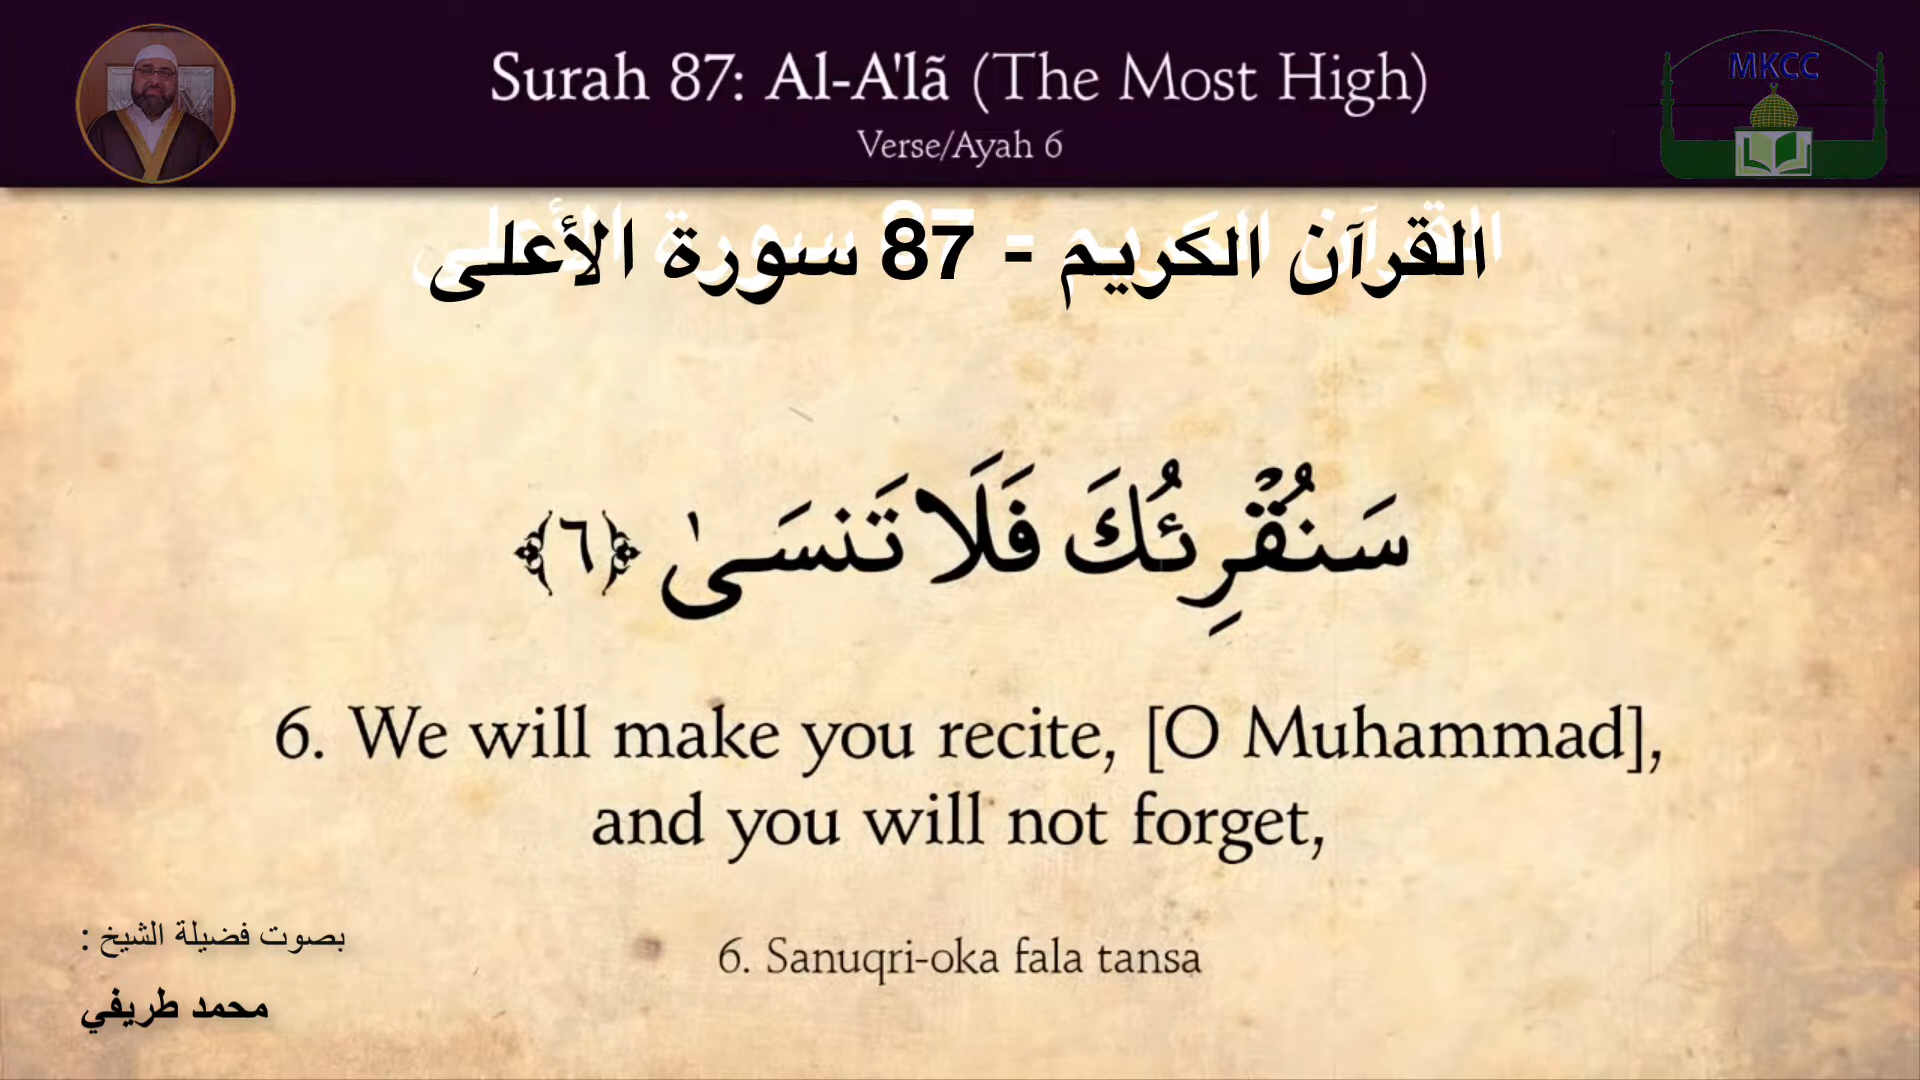 Surah 87: Al-A'lã (The Most High)
Verse/Ayah 6
MKCC
القرآن الكريم - 87 سورة الأعلى
سَنُقْرِئُكَ فَلَا تَنسَىٰ ﴿٦﴾
6. We will make you recite, [O Muhammad],
and you will not forget,
6. Sanuqri-oka fala tansa
بصوت فضيلة الشيخ :
محمد طريفي